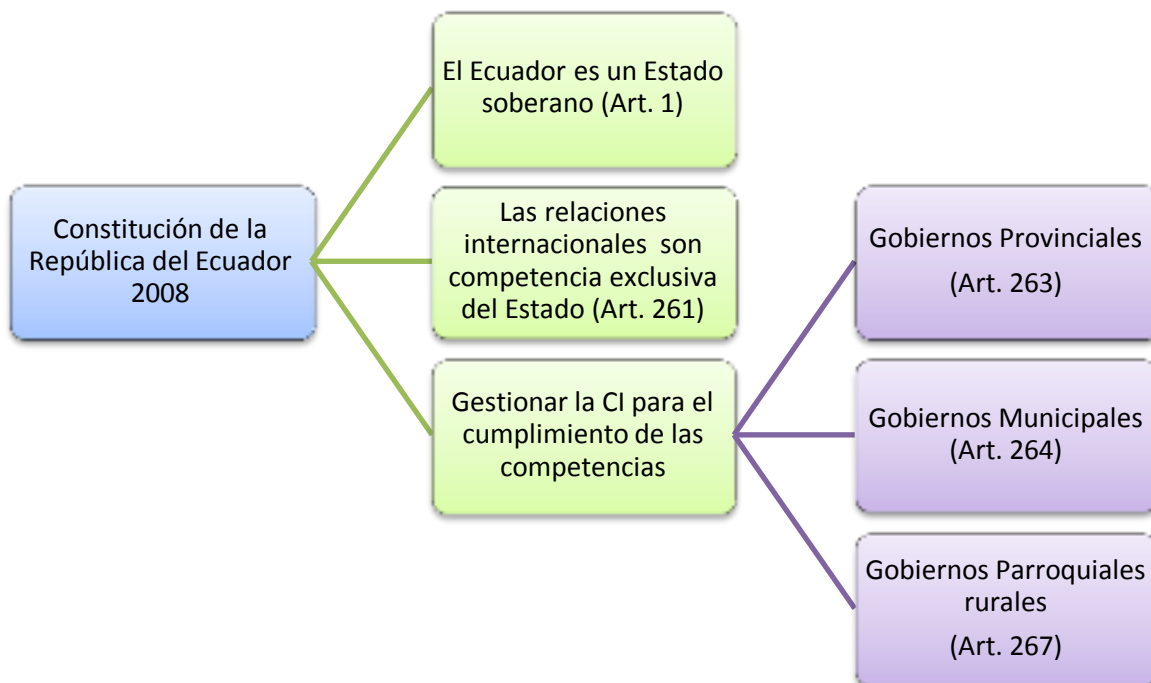 El Ecuador es un Estado
soberano (Art. 1)
Constitución de la
República del Ecuador
2008
Las relaciones
internacionales son
competencia exclusiva
del Estado (Art. 261)
Gestionar la CI para el
cumplimiento de las
competencias
Gobiernos Provinciales
(Art. 263)
Gobiernos Municipales
(Art. 264)
Gobiernos Parroquiales
rurales
(Art. 267)